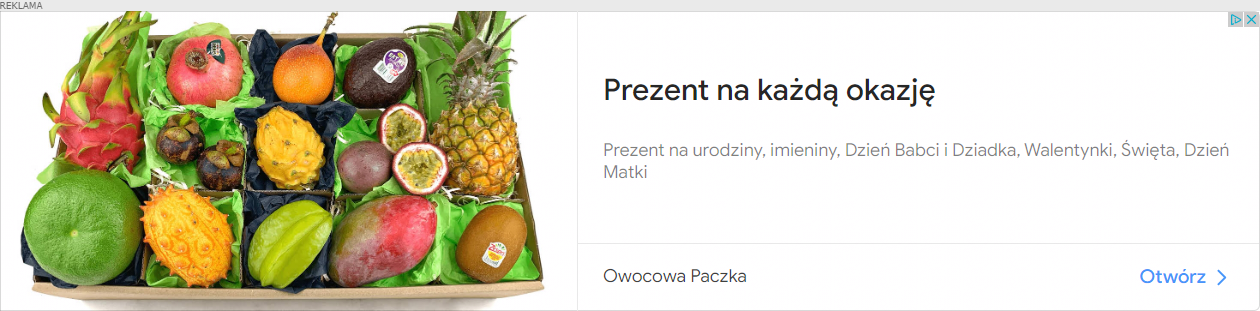 REKLAMA
Prezent na każdą okazję
Prezent na urodziny, imieniny, Dzień Babci i Dziadka, Walentynki, Święta, Dzień
Matki
Owocowa Paczka
Otwórz